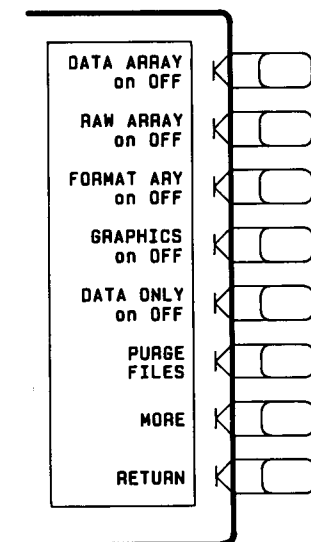 DATA ARRAY
on OFF
RAW ARRAY
on OFF
FORMAT ARY
on OFF
GRAPHICS
on OFF
DATA ONLY
on OFF
PURGE
FILES
MORE
RETURN